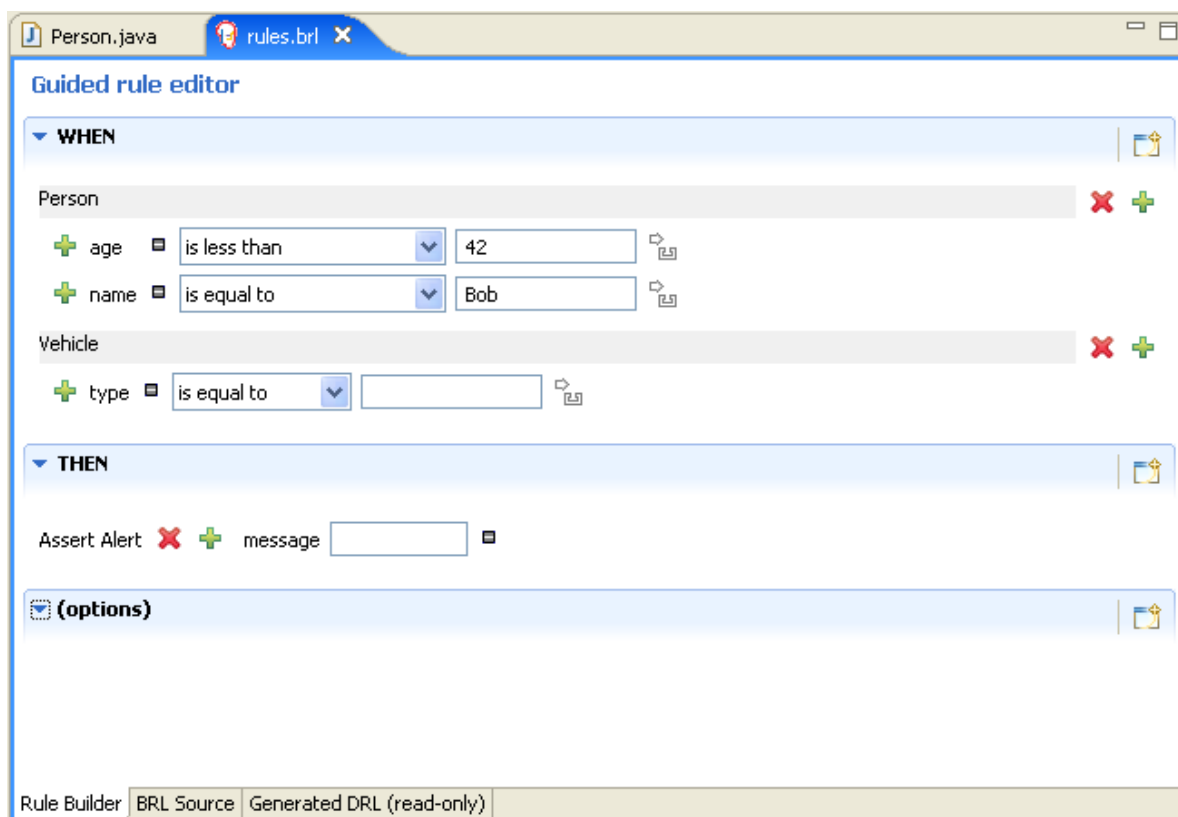 Person.java rules.brl
Guided rule editor
WHEN
Person
age is less than 42
name is equal to Bob
Vehicle
type is equal to
THEN
Assert Alert message
(options)
Rule Builder BRL Source Generated DRL (read-only)